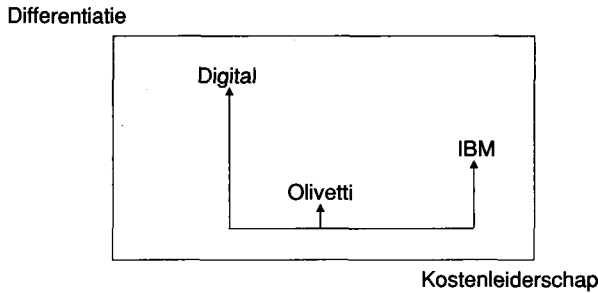 Differentiatie
Digital
IBM
Olivetti
Kostenleiderschap